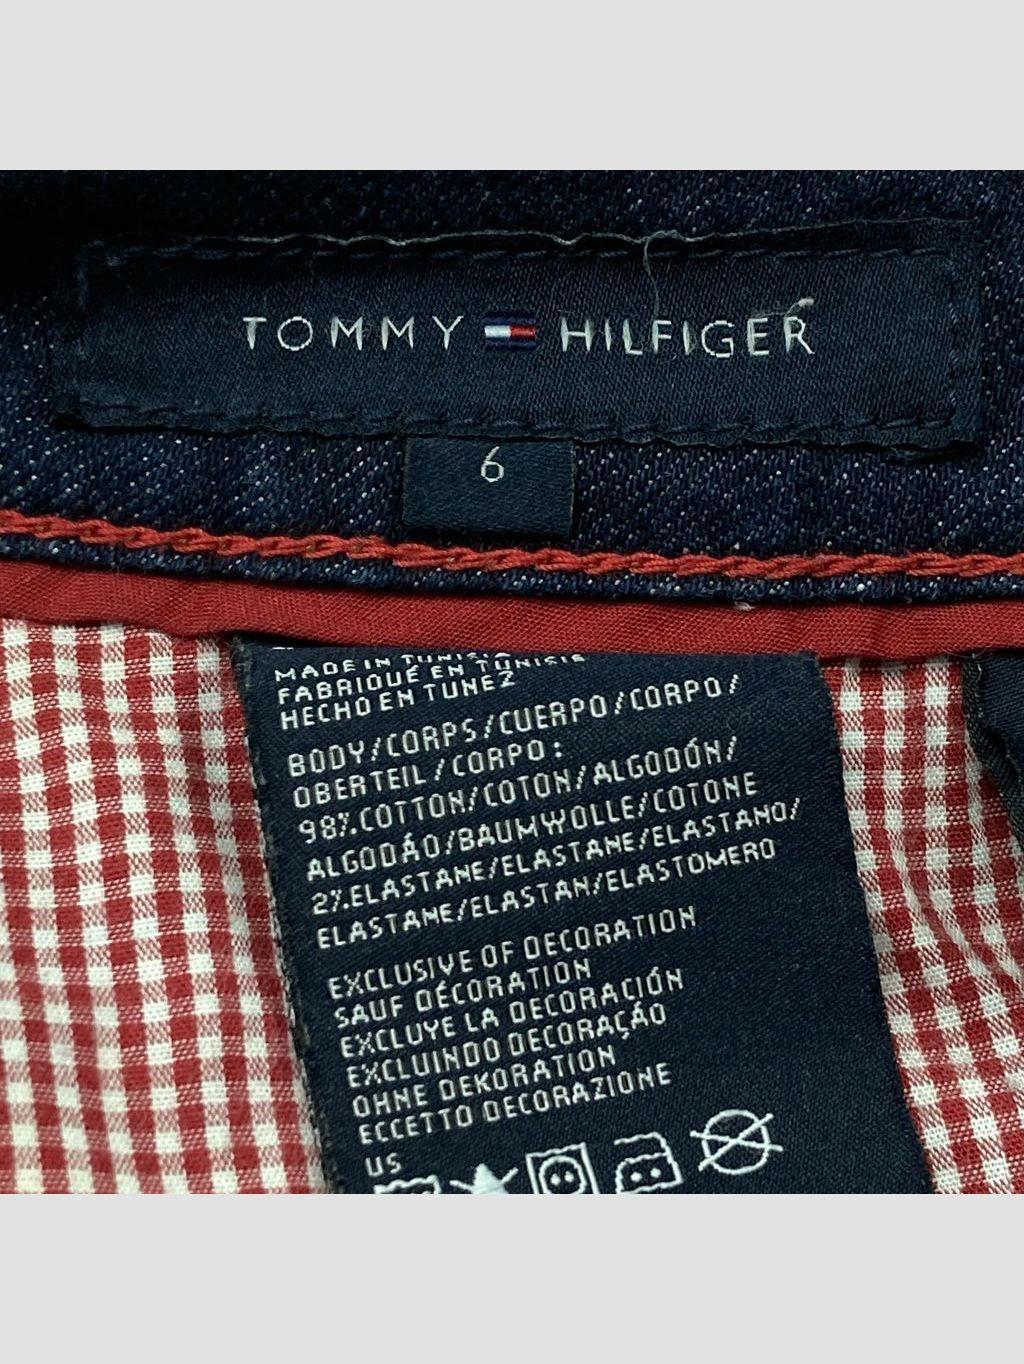 TOMMY HILFIGER
6
MADE IN TUNISIA
FABRIQUÉ EN TUNISIE
HECHO EN TUNEZ
BODY/CORPS/CUERPO/CORPO/
OBERTEIL/CORPO:
98%COTTON/COTON/ALGODÓN/
ALGODÃO/BAUMWOLLE/COTONE
2%ELASTANE/ELASTANE/ELASTANO/
ELASTANE/ELASTAN/ELASTOMERO
EXCLUSIVE OF DECORATION
SAUF DÉCORATION
EXCLUYE LA DECORACIÓN
EXCLUINDO DECORAÇÃO
OHNE DEKORATION
ECCETTO DECORAZIONE
US